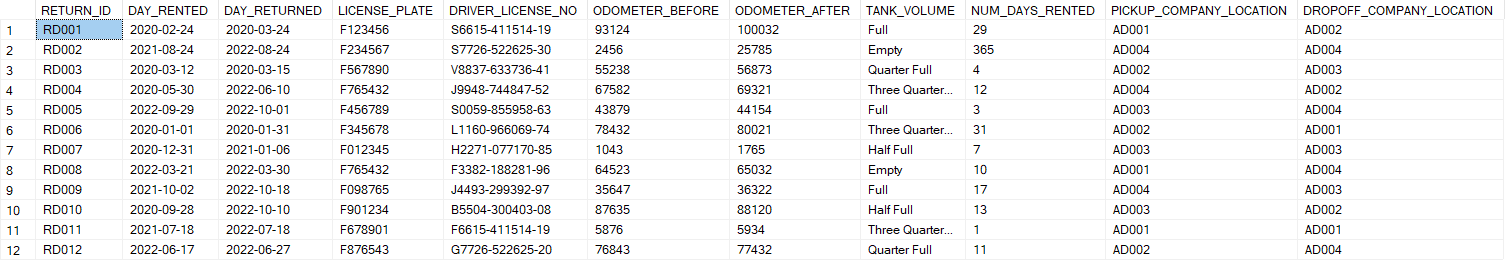 RETURN_ID DAY_RENTED DAY_RETURNED LICENSE_PLATE DRIVER_LICENSE_NO ODOMETER_BEFORE ODOMETER_AFTER TANK_VOLUME NUM_DAYS_RENTED PICKUP_COMPANY_LOCATION DROPOFF_COMPANY_LOCATION
1 RD001 2020-02-24 2020-03-24 F123456 S6615-411514-19 93124 100032 Full 29 AD001 AD002
2 RD002 2021-08-24 2022-08-24 F234567 S7726-522625-30 2456 25785 Empty 365 AD004 AD004
3 RD003 2020-03-12 2020-03-15 F567890 V8837-633736-41 55238 56873 Quarter Full 4 AD002 AD003
4 RD004 2020-05-30 2022-06-10 F765432 J9948-744847-52 67582 69321 Three Quarter... 12 AD004 AD002
5 RD005 2022-09-29 2022-10-01 F456789 S0059-855958-63 43879 44154 Full 3 AD003 AD004
6 RD006 2020-01-01 2020-01-31 F345678 L1160-966069-74 78432 80021 Three Quarter... 31 AD002 AD001
7 RD007 2020-12-31 2021-01-06 F012345 H2271-077170-85 1043 1765 Half Full 7 AD003 AD003
8 RD008 2022-03-21 2022-03-30 F765432 F3382-188281-96 64523 65032 Empty 10 AD001 AD004
9 RD009 2021-10-02 2022-10-18 F098765 J4493-299392-97 35647 36322 Full 17 AD004 AD003
10 RD010 2020-09-28 2022-10-10 F901234 B5504-300403-08 87635 88120 Half Full 13 AD003 AD002
11 RD011 2021-07-18 2022-07-18 F678901 F6615-411514-19 5876 5934 Three Quarter... 1 AD001 AD001
12 RD012 2022-06-17 2022-06-27 F876543 G7726-522625-20 76843 77432 Quarter Full 11 AD002 AD004